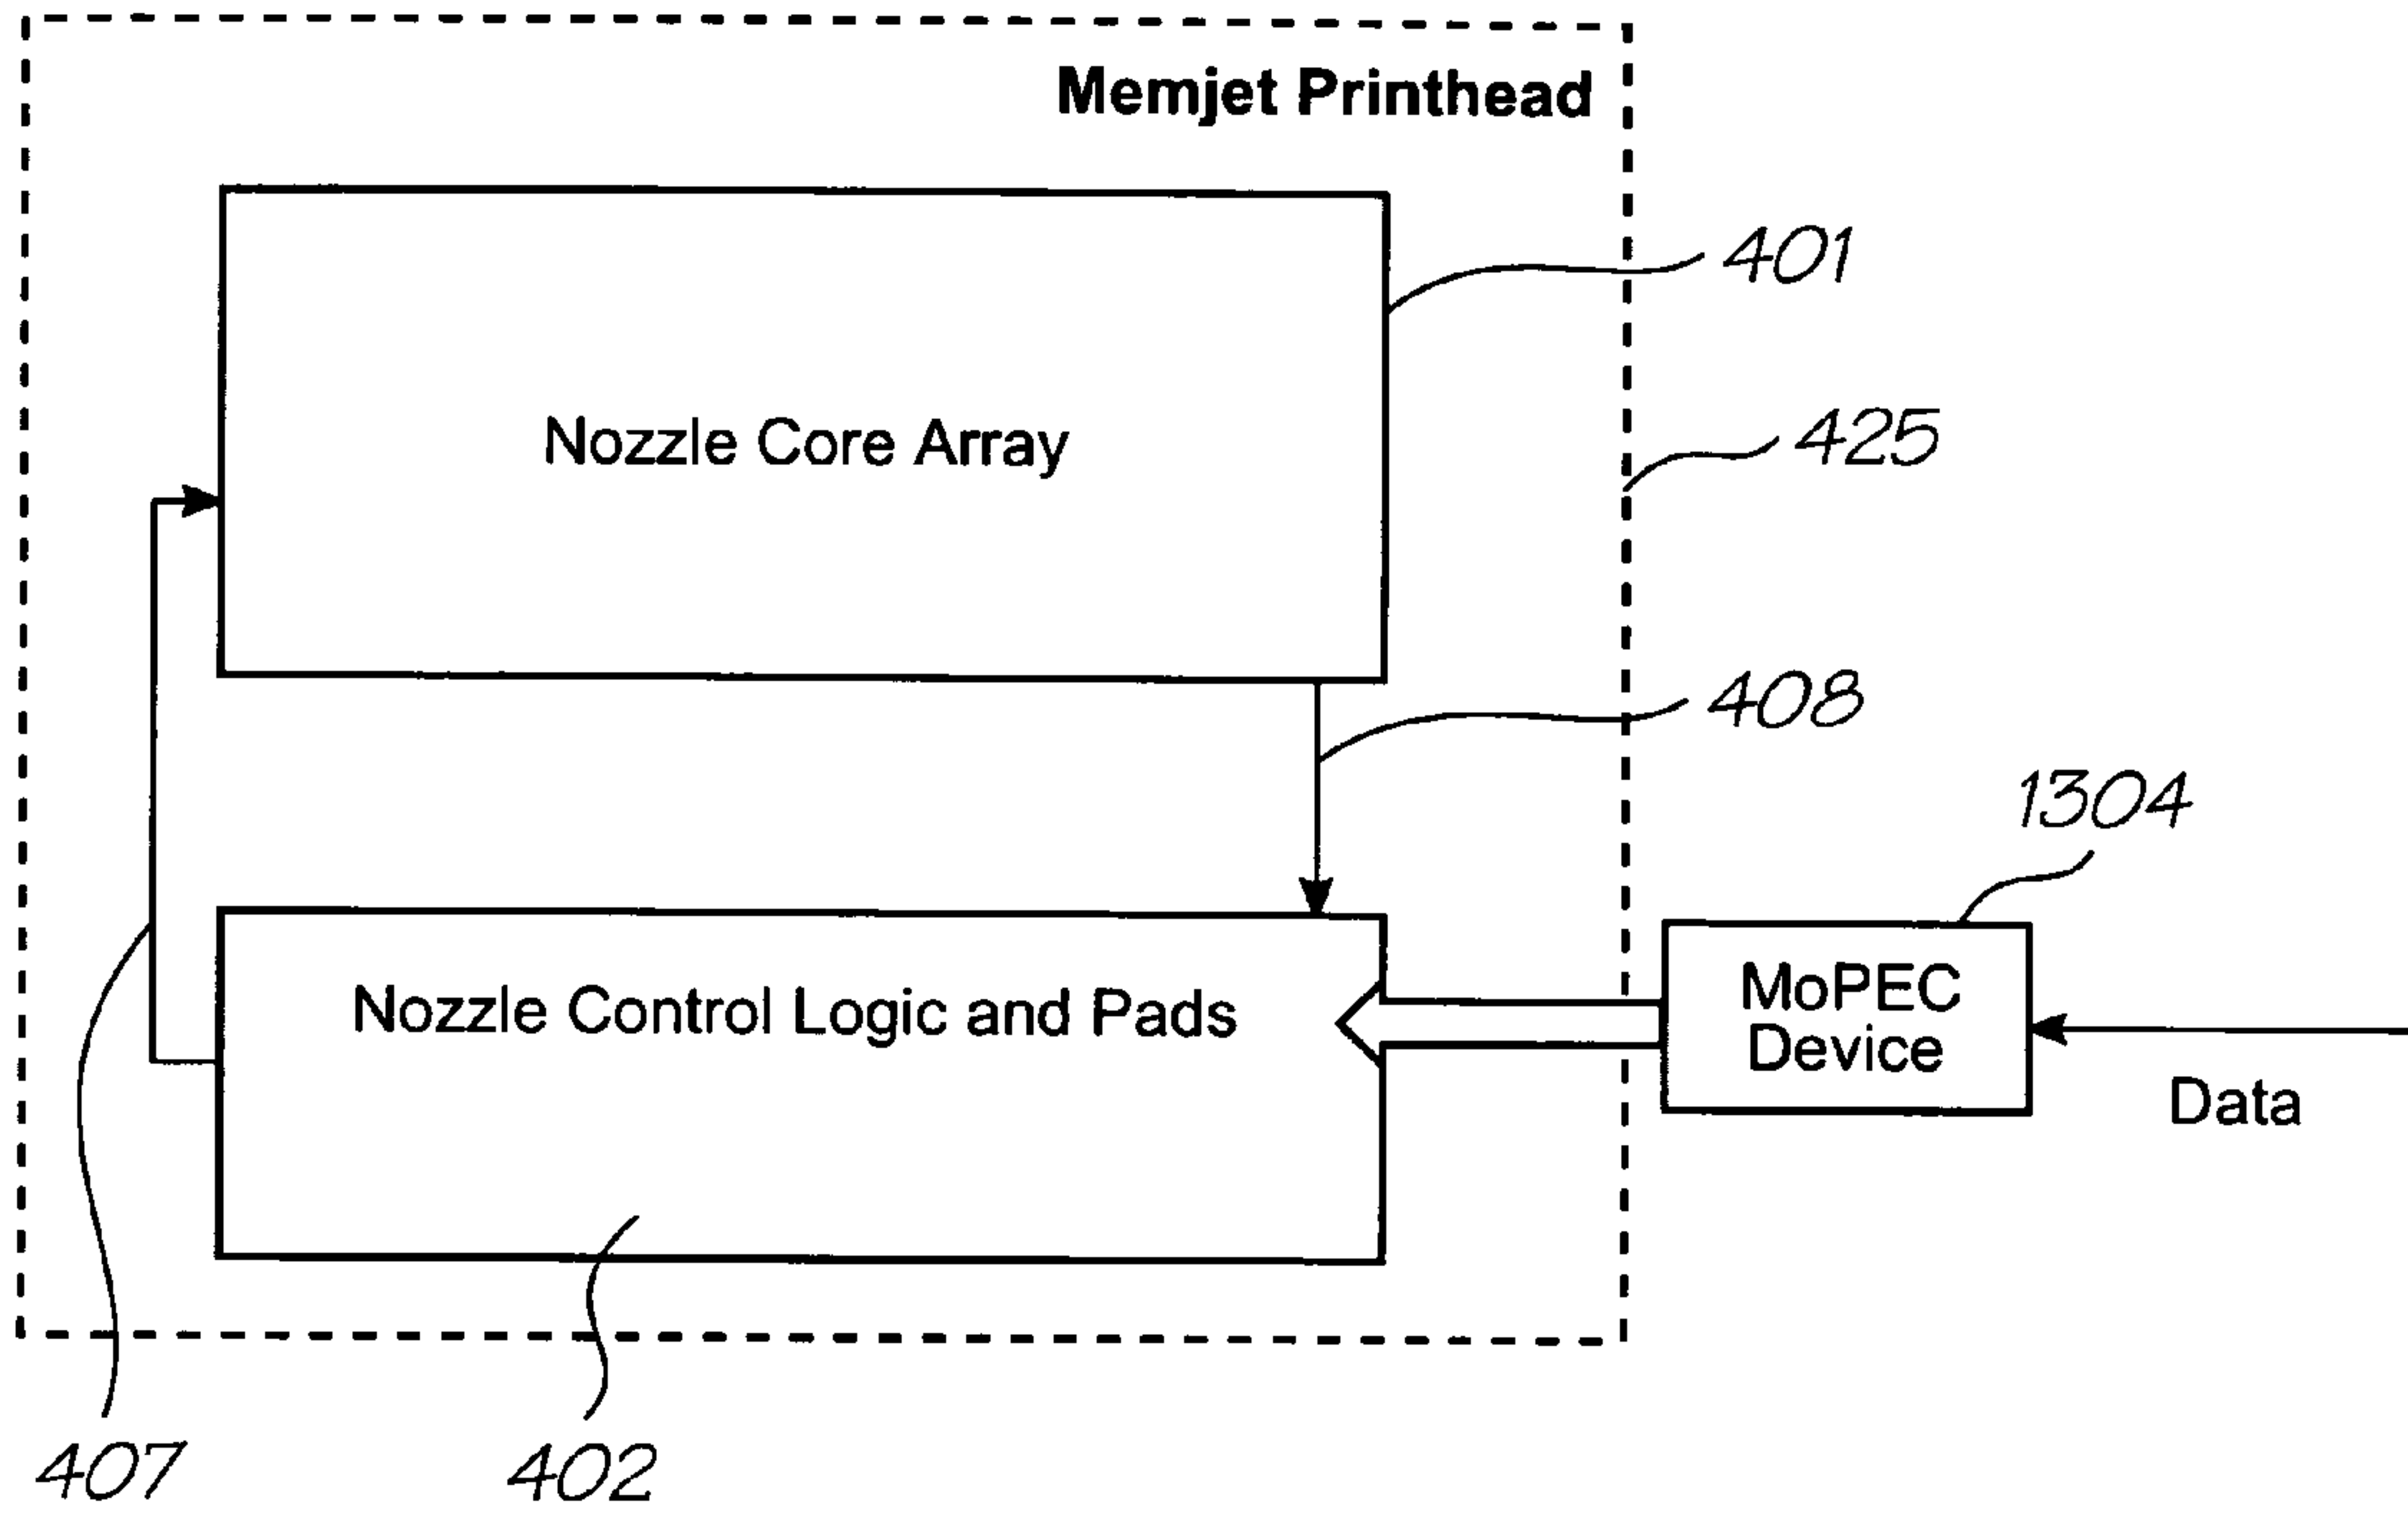 Memjet Printhead
401
Nozzle Core Array
425
408
1304
Nozzle Control Logic and Pads
MoPEC
Device
Data
407
402